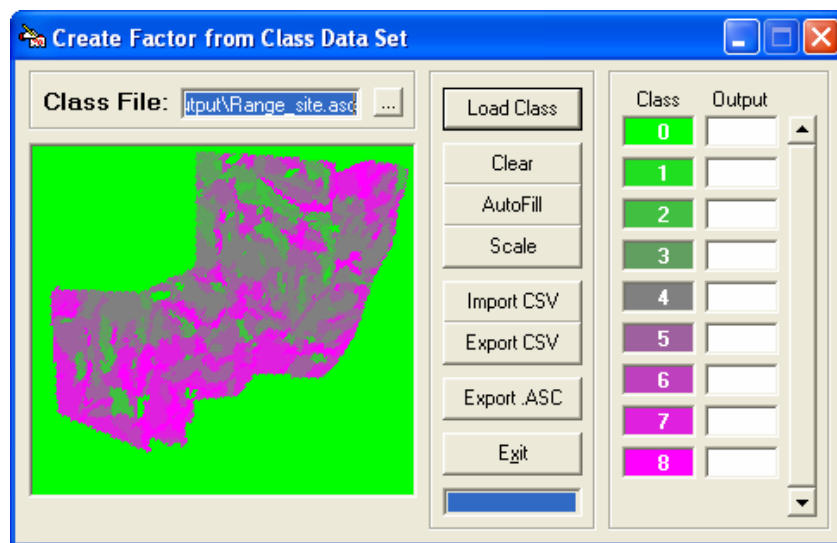 Create Factor from Class Data Set
Class File:
utput\Range_site.asc
...
Load Class
Clear
AutoFill
Scale
Import CSV
Export CSV
Export .ASC
Exit
Class Output
0
1
2
3
4
5
6
7
8